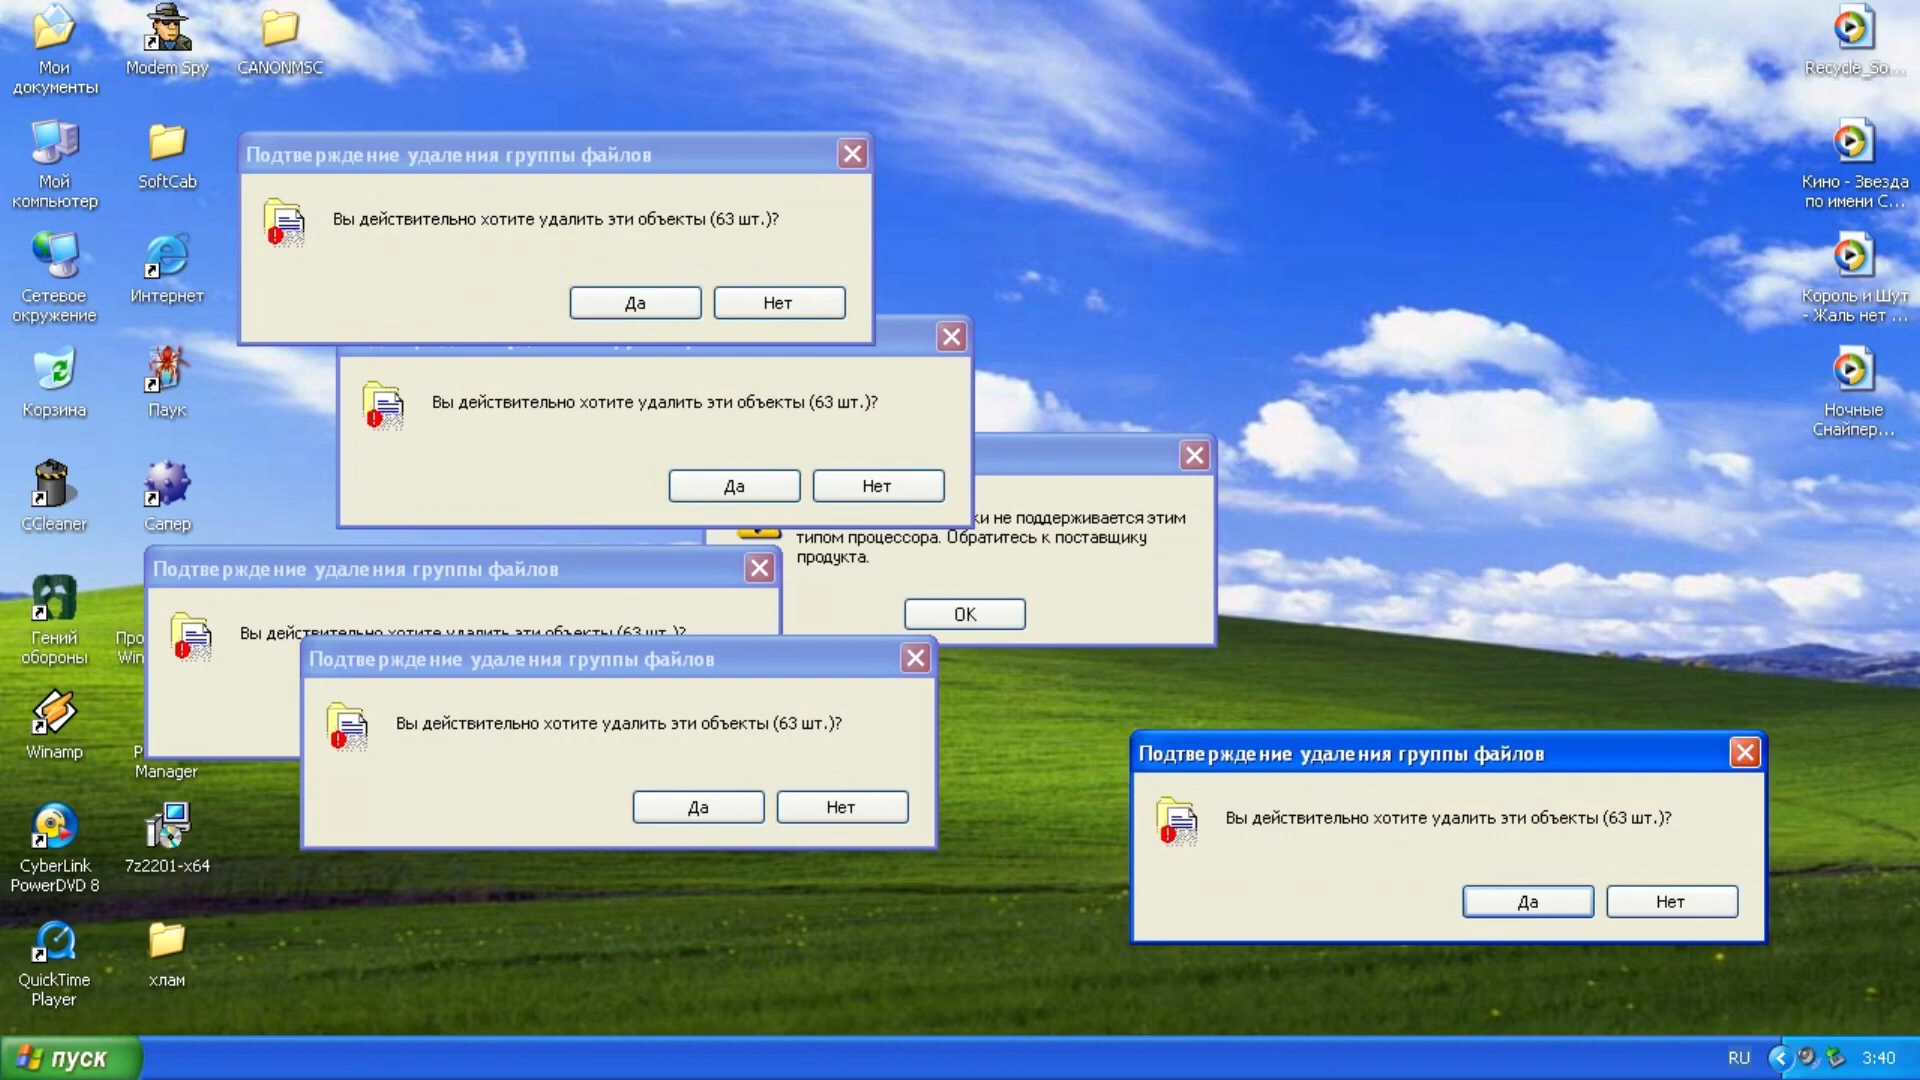 Мои
документы
Modem Spy
CANONMSC
Recycle_So...
Мой
компьютер
SoftCab
Кино - Звезда
по имени С...
Сетевое
окружение
Интернет
Король и Шут
- Жаль нет ...
Корзина
Паук
Ночные
Снайпер...
CCleaner
Сапер
Гений
обороны
Про
Win
Winamp
P
Manager
CyberLink
PowerDVD 8
7z2201-x64
QuickTime
Player
хлам
Подтверждение удаления группы файлов
Вы действительно хотите удалить эти объекты (63 шт.)?
Да
Нет
Вы действительно хотите удалить эти объекты (63 шт.)?
Да
Нет
ки не поддерживается этим
типом процессора. Обратитесь к поставщику
продукта.
OK
Подтверждение удаления группы файлов
Вы действительно хотите удалить эти объекты (63 шт.)?
Подтверждение удаления группы файлов
Вы действительно хотите удалить эти объекты (63 шт.)?
Да
Нет
Подтверждение удаления группы файлов
Вы действительно хотите удалить эти объекты (63 шт.)?
Да
Нет
пуск
RU
3:40